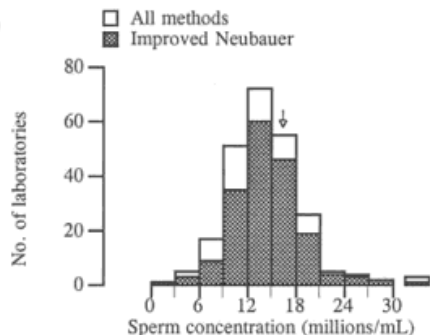 All methods
Improved Neubauer
80
60
40
20
0
No. of laboratories
0 6 12 18 24 30
Sperm concentration (millions/mL)